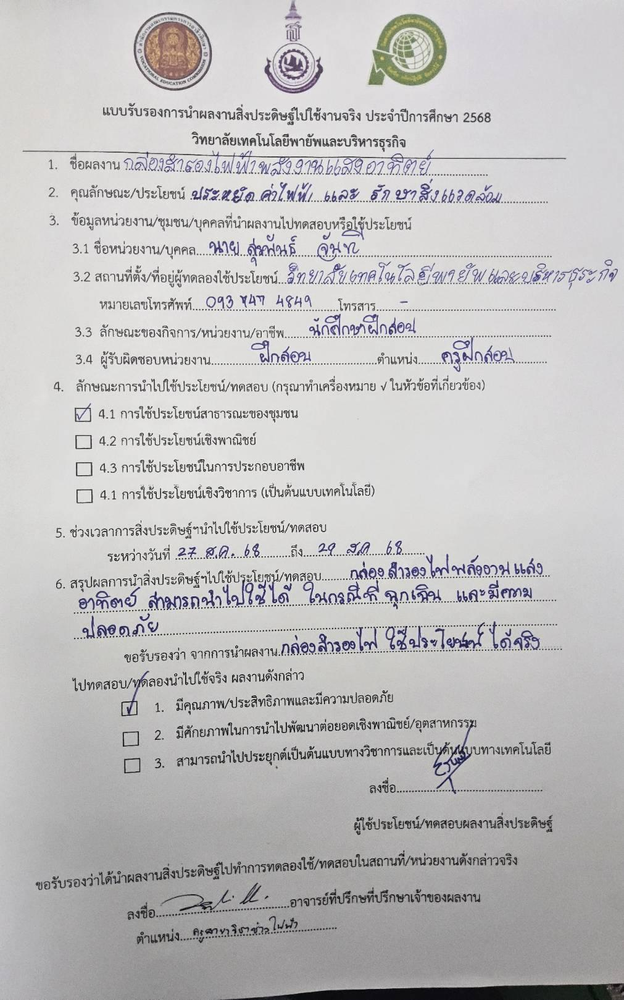 สำนักงานคณะกรรมการการอาชีวศึกษา
VOCATIONAL EDUCATION COMMISSION
แบบรับรองการนำผลงานสิ่งประดิษฐ์ไปใช้งานจริง ประจำปีการศึกษา 2568
วิทยาลัยเทคโนโลยีพายัพและบริหารธุรกิจ
1. ชื่อผลงาน กล่องสำรองไฟฟ้าพลังงานแสงอาทิตย์
2. คุณลักษณะ/ประโยชน์ ประหยัดค่าไฟฟ้า และ รักษาสิ่งแวดล้อม
3. ข้อมูลหน่วยงาน/ชุมชน/บุคคลที่นำผลงานไปทดสอบหรือใช้ประโยชน์
3.1 ชื่อหน่วยงาน/บุคคล นาย สุรพันธ์ จันที
3.2 สถานที่ตั้ง/ที่อยู่ผู้ทดลองใช้ประโยชน์ วิทยาลัยเทคโนโลยีพายัพและบริหารธุระกิจ
หมายเลขโทรศัพท์ 093 747 4849 โทรสาร -
3.3 ลักษณะของกิจการ/หน่วยงาน/อาชีพ นักศึกษาฝึกสอน
3.4 ผู้รับผิดชอบหน่วยงาน ฝึกสอน ตำแหน่ง ครูฝึกสอน
4. ลักษณะการนำไปใช้ประโยชน์/ทดสอบ (กรุณาทำเครื่องหมาย √ ในหัวข้อที่เกี่ยวข้อง)
4.1 การใช้ประโยชน์สาธารณะของชุมชน
4.2 การใช้ประโยชน์เชิงพาณิชย์
4.3 การใช้ประโยชน์ในการประกอบอาชีพ
4.1 การใช้ประโยชน์เชิงวิชาการ (เป็นต้นแบบเทคโนโลยี)
5. ช่วงเวลาการสิ่งประดิษฐ์ฯนำไปใช้ประโยชน์/ทดสอบ
ระหว่างวันที่ 27 ส.ค. 68 ถึง 29 ส.ค 68
6. สรุปผลการนำสิ่งประดิษฐ์ฯไปใช้ประโยชน์/ทดสอบ กล่องสำรองไฟพลังงานแสง
อาทิตย์ สามารถนำไปใช้ได้ ในกรณีที่ ฉุกเฉิน และมีความ
ปลอดภัย
ขอรับรองว่า จากการนำผลงาน กล่องสำรองไฟ ใช้ประโยชน์ ได้จริง
ไปทดสอบ/ทดลองนำไปใช้จริง ผลงานดังกล่าว
1. มีคุณภาพ/ประสิทธิภาพและมีความปลอดภัย
2. มีศักยภาพในการนำไปพัฒนาต่อยอดเชิงพาณิชย์/อุตสาหกรรม
3. สามารถนำไปประยุกต์เป็นต้นแบบทางวิชาการและเป็นต้นแบบทางเทคโนโลยี
ลงชื่อ
ผู้ใช้ประโยชน์/ทดสอบผลงานสิ่งประดิษฐ์
ขอรับรองว่าได้นำผลงานสิ่งประดิษฐ์ไปทำการทดลองใช้/ทดสอบในสถานที่/หน่วยงานดังกล่าวจริง
ลงชื่อ อาจารย์ที่ปรึกษที่ปรึกษาเจ้าของผลงาน
ตำแหน่ง ครูสาขาวิชาช่างไฟฟ้า